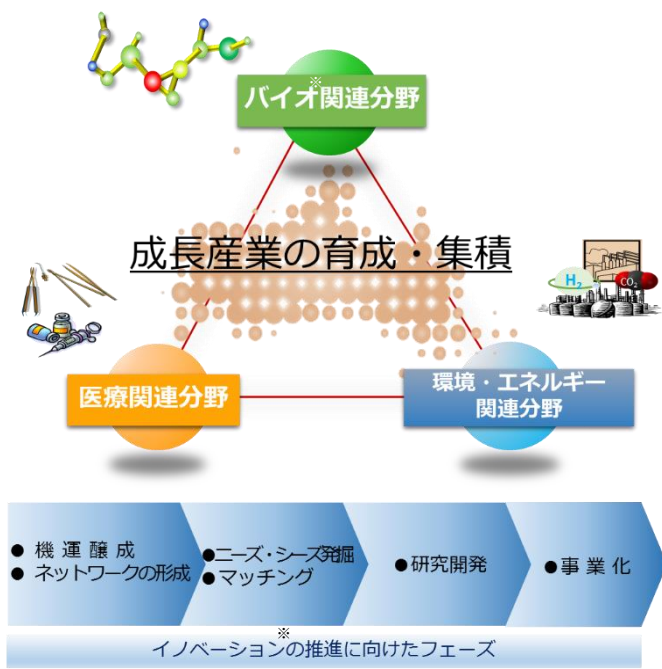 ※
バイオ関連分野
成長産業の育成・集積
H₂
CO₂
医療関連分野
環境・エネルギー
関連分野
● 機運醸成
● ネットワークの形成
●ニーズ・シーズ発掘
●マッチング
●研究開発
●事業化
※
イノベーションの推進に向けたフェーズ